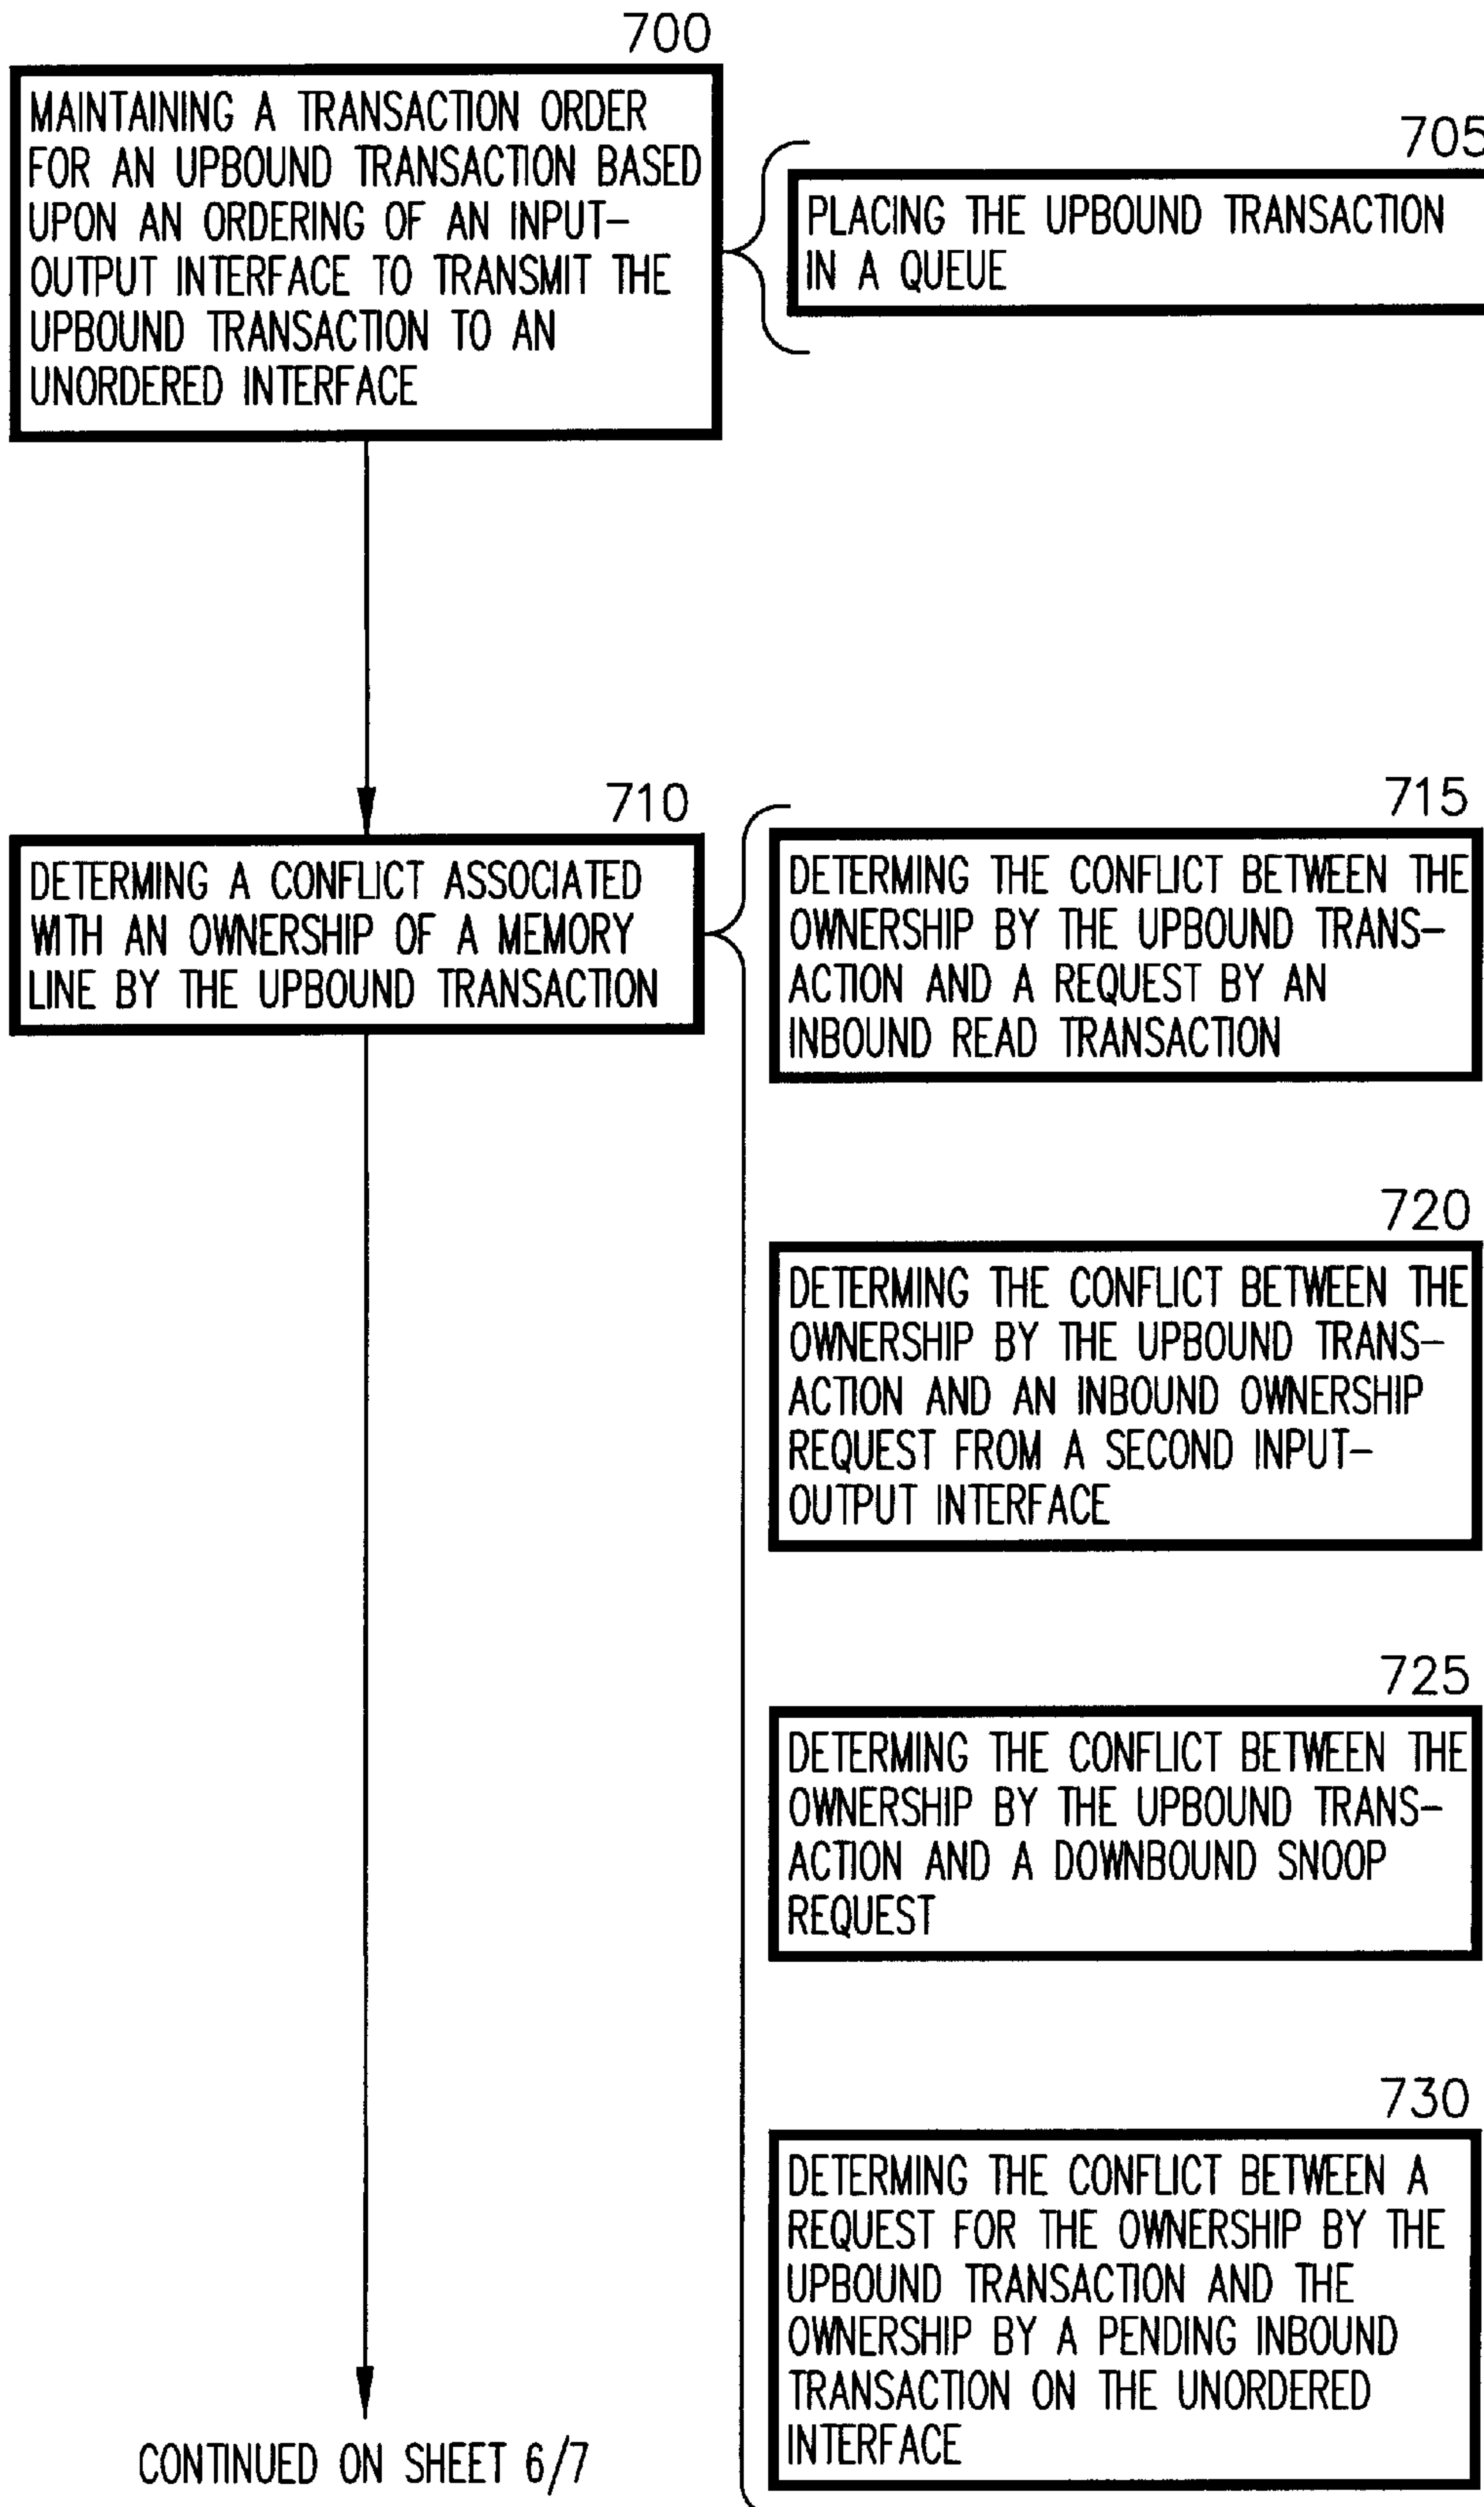 700
MAINTAINING A TRANSACTION ORDER
FOR AN UPBOUND TRANSACTION BASED
UPON AN ORDERING OF AN INPUT-
OUTPUT INTERFACE TO TRANSMIT THE
UPBOUND TRANSACTION TO AN
UNORDERED INTERFACE
705
PLACING THE UPBOUND TRANSACTION
IN A QUEUE
710
DETERMING A CONFLICT ASSOCIATED
WITH AN OWNERSHIP OF A MEMORY
LINE BY THE UPBOUND TRANSACTION
715
DETERMING THE CONFLICT BETWEEN THE
OWNERSHIP BY THE UPBOUND TRANS-
ACTION AND A REQUEST BY AN
INBOUND READ TRANSACTION
720
DETERMING THE CONFLICT BETWEEN THE
OWNERSHIP BY THE UPBOUND TRANS-
ACTION AND AN INBOUND OWNERSHIP
REQUEST FROM A SECOND INPUT-
OUTPUT INTERFACE
725
DETERMING THE CONFLICT BETWEEN THE
OWNERSHIP BY THE UPBOUND TRANS-
ACTION AND A DOWNBOUND SNOOP
REQUEST
730
DETERMING THE CONFLICT BETWEEN A
REQUEST FOR THE OWNERSHIP BY THE
UPBOUND TRANSACTION AND THE
OWNERSHIP BY A PENDING INBOUND
TRANSACTION ON THE UNORDERED
INTERFACE
CONTINUED ON SHEET 6/7